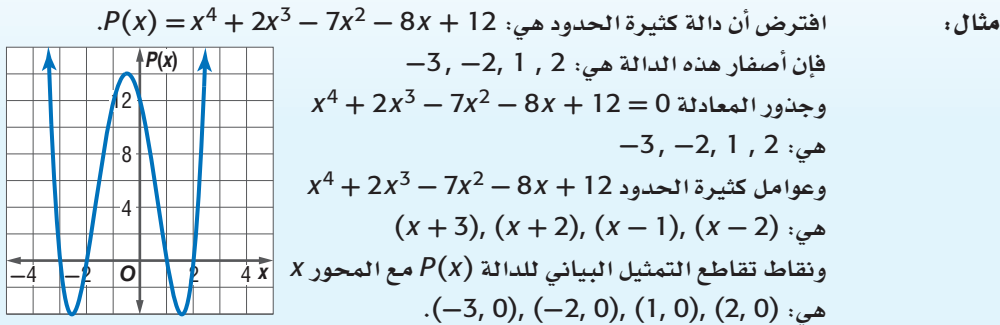 مثال: افترض أن دالة كثيرة الحدود هي: P(x) = x⁴ + 2x³ − 7x² − 8x + 12.
فإن أصفار هذه الدالة هي: −3, −2, 1, 2
وجذور المعادلة x⁴ + 2x³ − 7x² − 8x + 12 = 0
هي: −3, −2, 1, 2
وعوامل كثيرة الحدود x⁴ + 2x³ − 7x² − 8x + 12
هي: (x + 3), (x + 2), (x − 1), (x − 2)
ونقاط تقاطع التمثيل البياني للدالة P(x) مع المحور x
هي: (−3, 0), (−2, 0), (1, 0), (2, 0).
P(x)
12
8
4
−4 −2 O 2 4 x